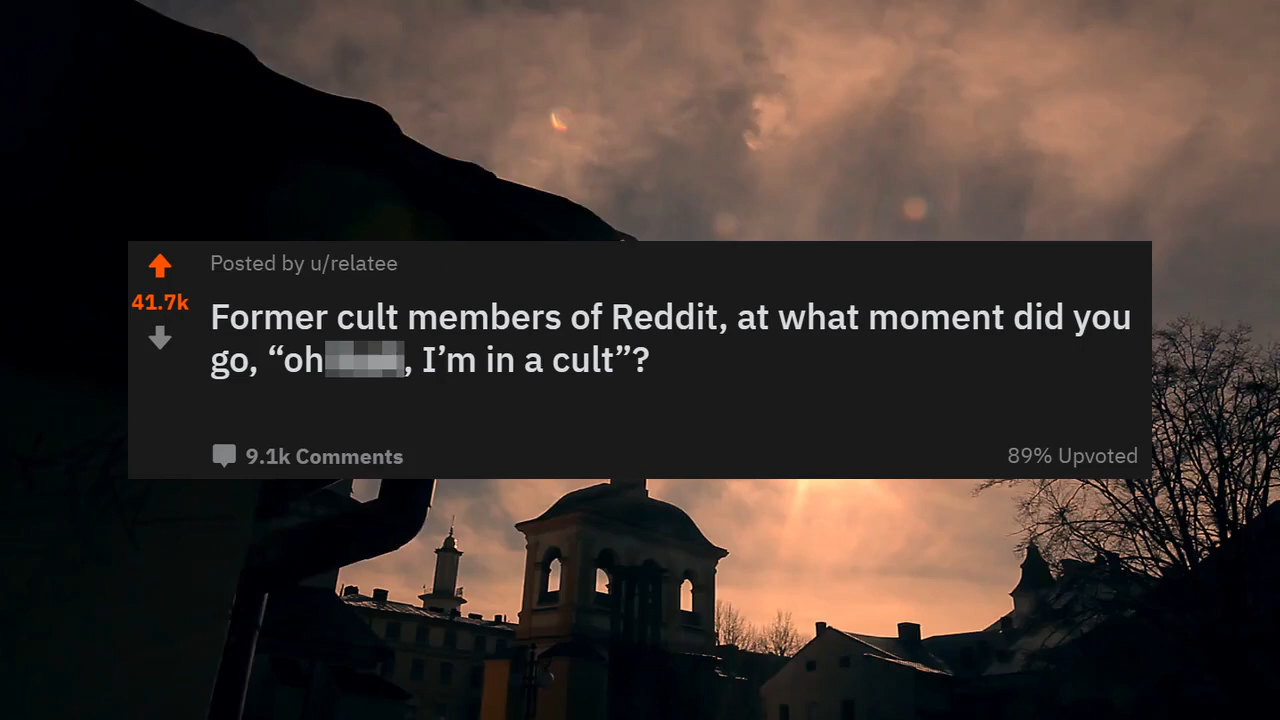 Posted by u/relatee
41.7k
Former cult members of Reddit, at what moment did you
go, “oh , I’m in a cult”?
9.1k Comments
89% Upvoted